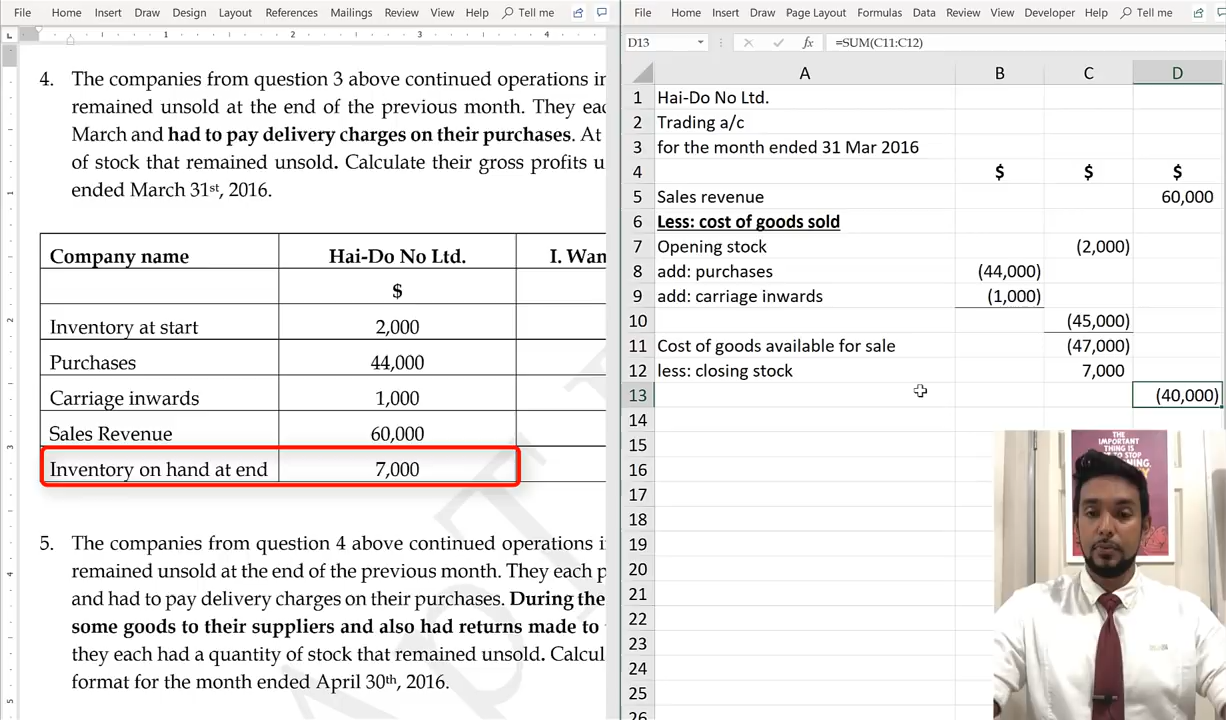 File Home Insert Draw Design Layout References Mailings Review View Help Tell me
4. The companies from question 3 above continued operations in
remained unsold at the end of the previous month. They eac
March and had to pay delivery charges on their purchases. At
of stock that remained unsold. Calculate their gross profits u
ended March 31st, 2016.
Company name Hai-Do No Ltd. I. Wan
$
Inventory at start 2,000
Purchases 44,000
Carriage inwards 1,000
Sales Revenue 60,000
Inventory on hand at end 7,000
5. The companies from question 4 above continued operations i
remained unsold at the end of the previous month. They each p
and had to pay delivery charges on their purchases. During the
some goods to their suppliers and also had returns made to
they each had a quantity of stock that remained unsold. Calcul
format for the month ended April 30th, 2016.
File Home Insert Draw Page Layout Formulas Data Review View Developer Help Tell me
D13 fx =SUM(C11:C12)
A B C D
1 Hai-Do No Ltd.
2 Trading a/c
3 for the month ended 31 Mar 2016
4 $ $ $
5 Sales revenue 60,000
6 Less: cost of goods sold
7 Opening stock (2,000)
8 add: purchases (44,000)
9 add: carriage inwards (1,000)
10 (45,000)
11 Cost of goods available for sale (47,000)
12 less: closing stock 7,000
13 (40,000)
14
15
16
17
18
19
20
21
22
23
24
25
26
THE
IMPORTANT
THING IS
TO STOP